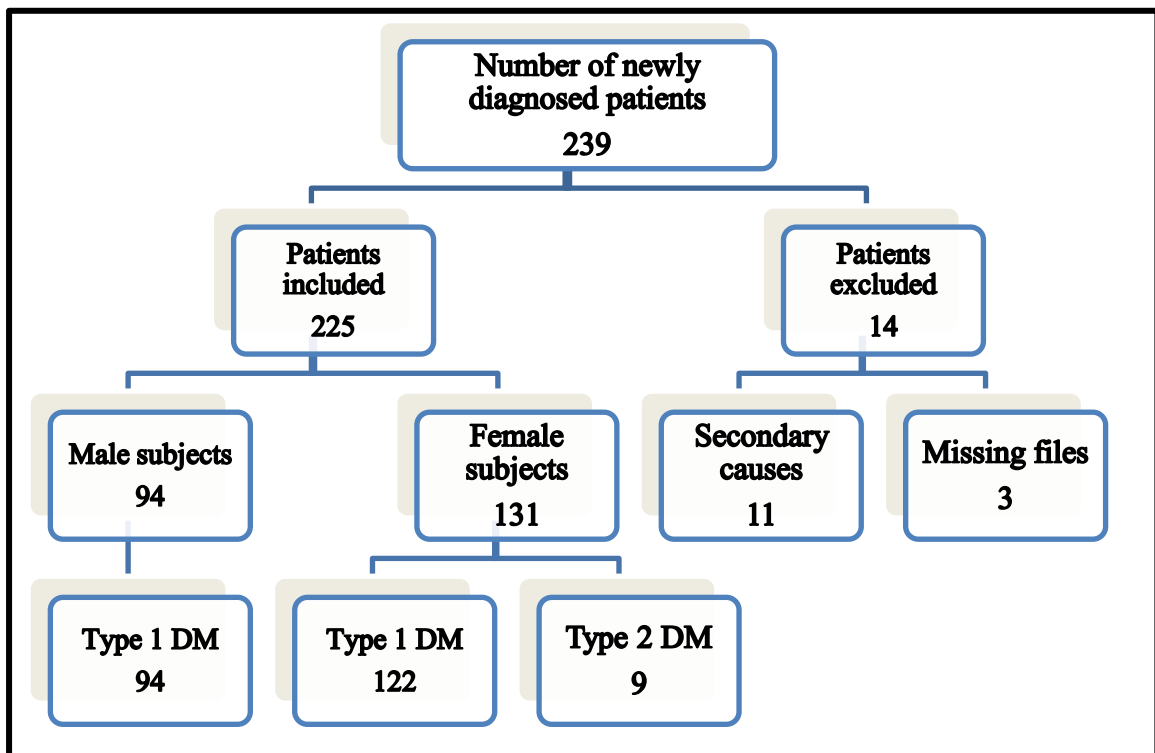 Number of newly
diagnosed patients
239
Patients
included
225
Patients
excluded
14
Male subjects
94
Female
subjects
131
Secondary
causes
11
Missing files
3
Type 1 DM
94
Type 1 DM
122
Type 2 DM
9